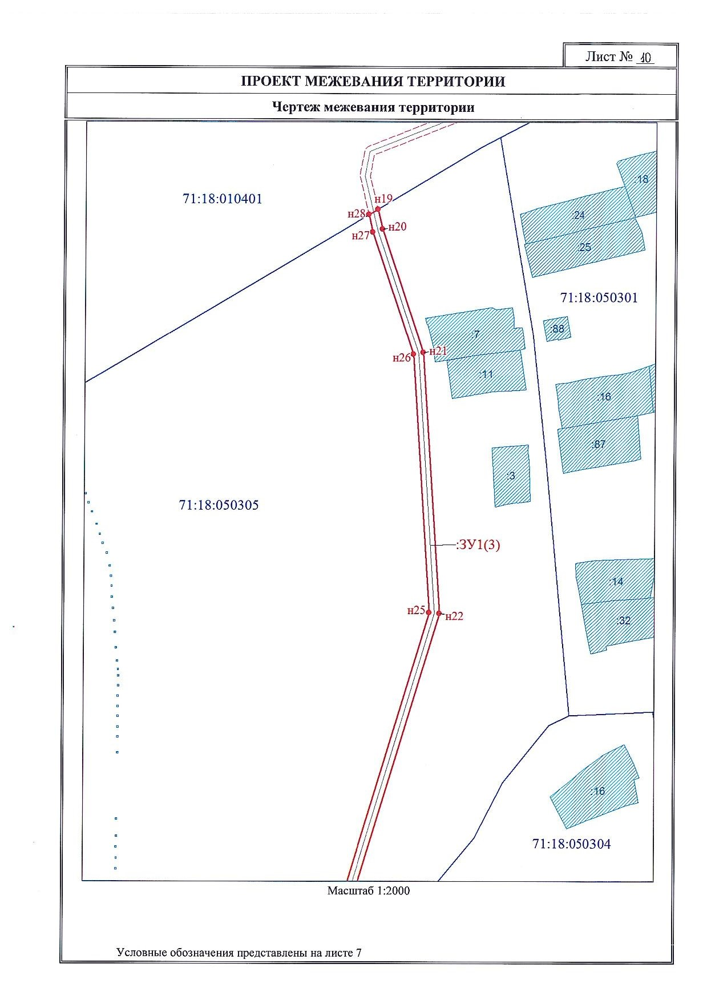 Лист № 10
ПРОЕКТ МЕЖЕВАНИЯ ТЕРРИТОРИИ
Чертеж межевания территории
:18
71:18:010401
н19
н28
:24
н20
н27
:25
71:18:050301
:88
:7
н21
н26
:11
:16
:87
:3
71:18:050305
:ЗУ1(3)
:14
н25
н22
:32
:16
71:18:050304
Масштаб 1:2000
Условные обозначения представлены на листе 7